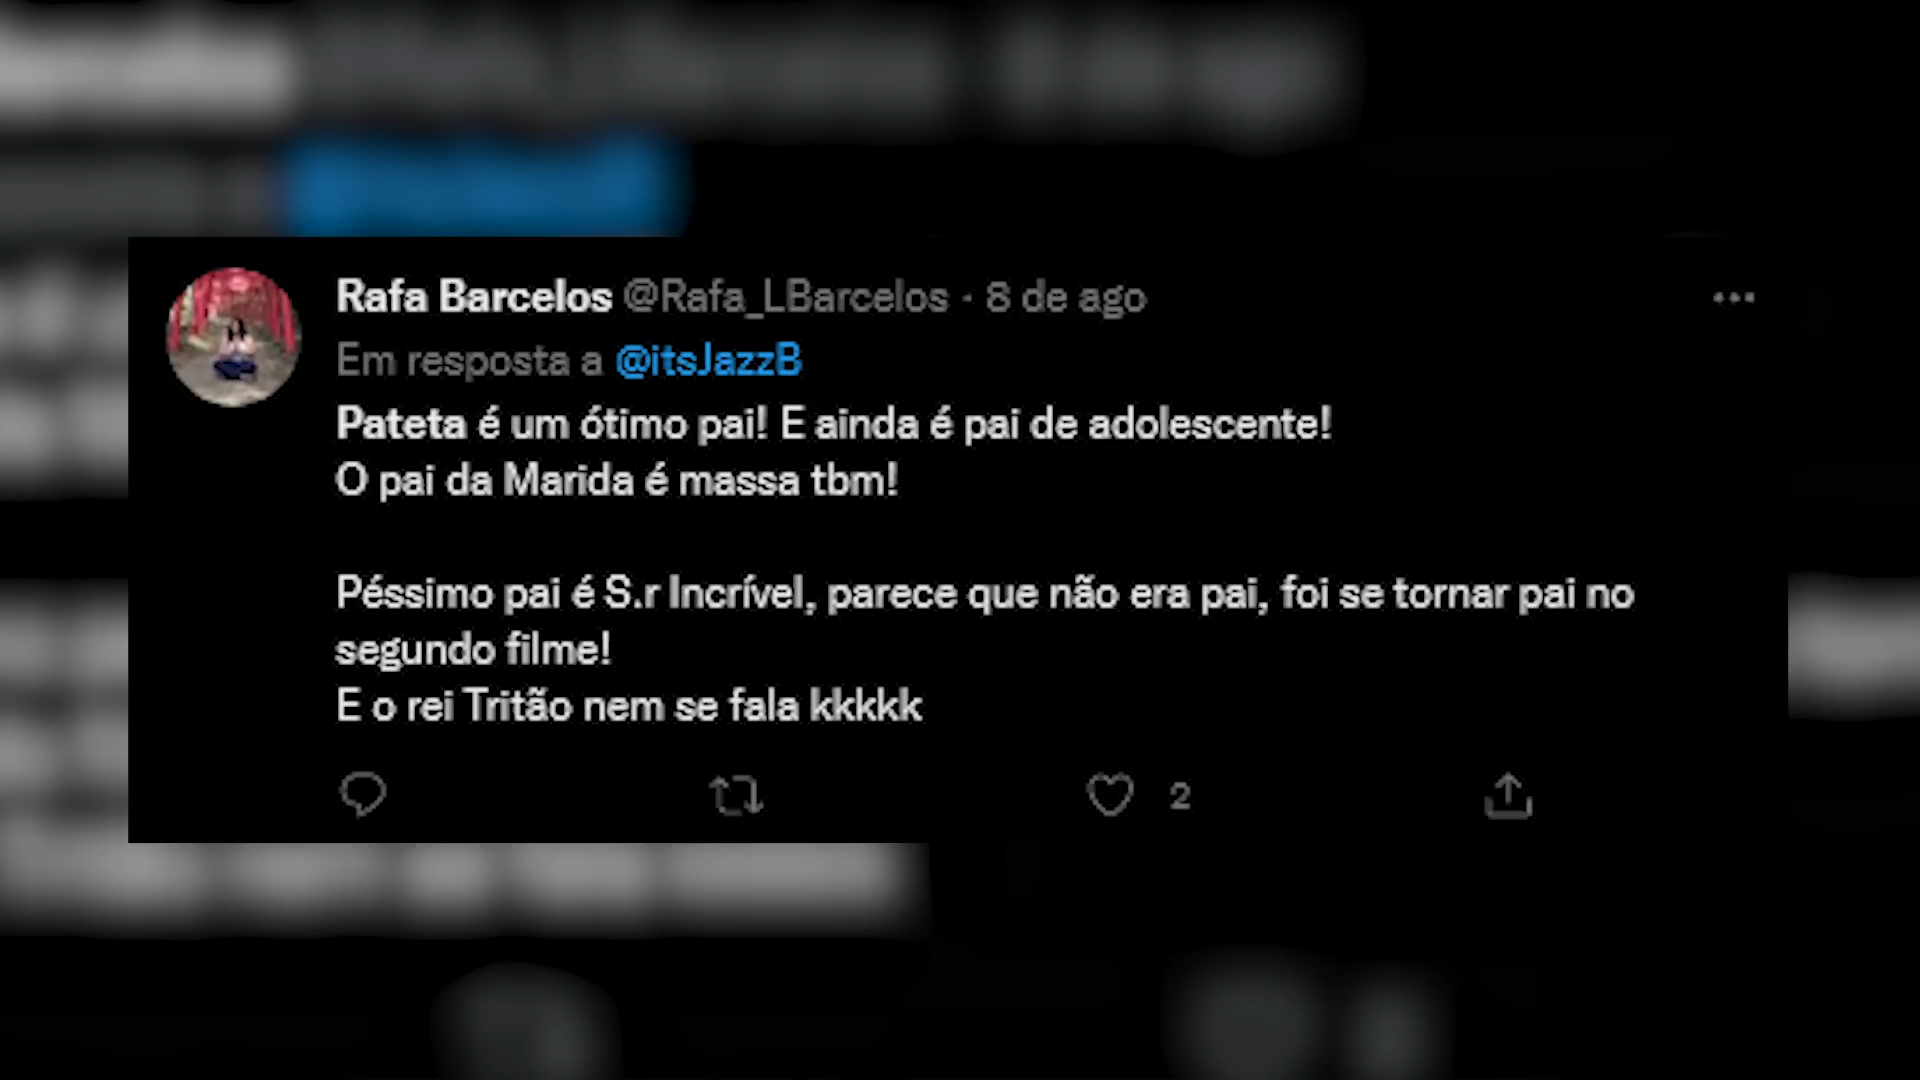 Rafa Barcelos @Rafa_LBarcelos · 8 de ago
Em resposta a @itsJazzB
Pateta é um ótimo pai! E ainda é pai de adolescente!
O pai da Marida é massa tbm!
Péssimo pai é S.r Incrível, parece que não era pai, foi se tornar pai no
segundo filme!
E o rei Tritão nem se fala kkkkk
2